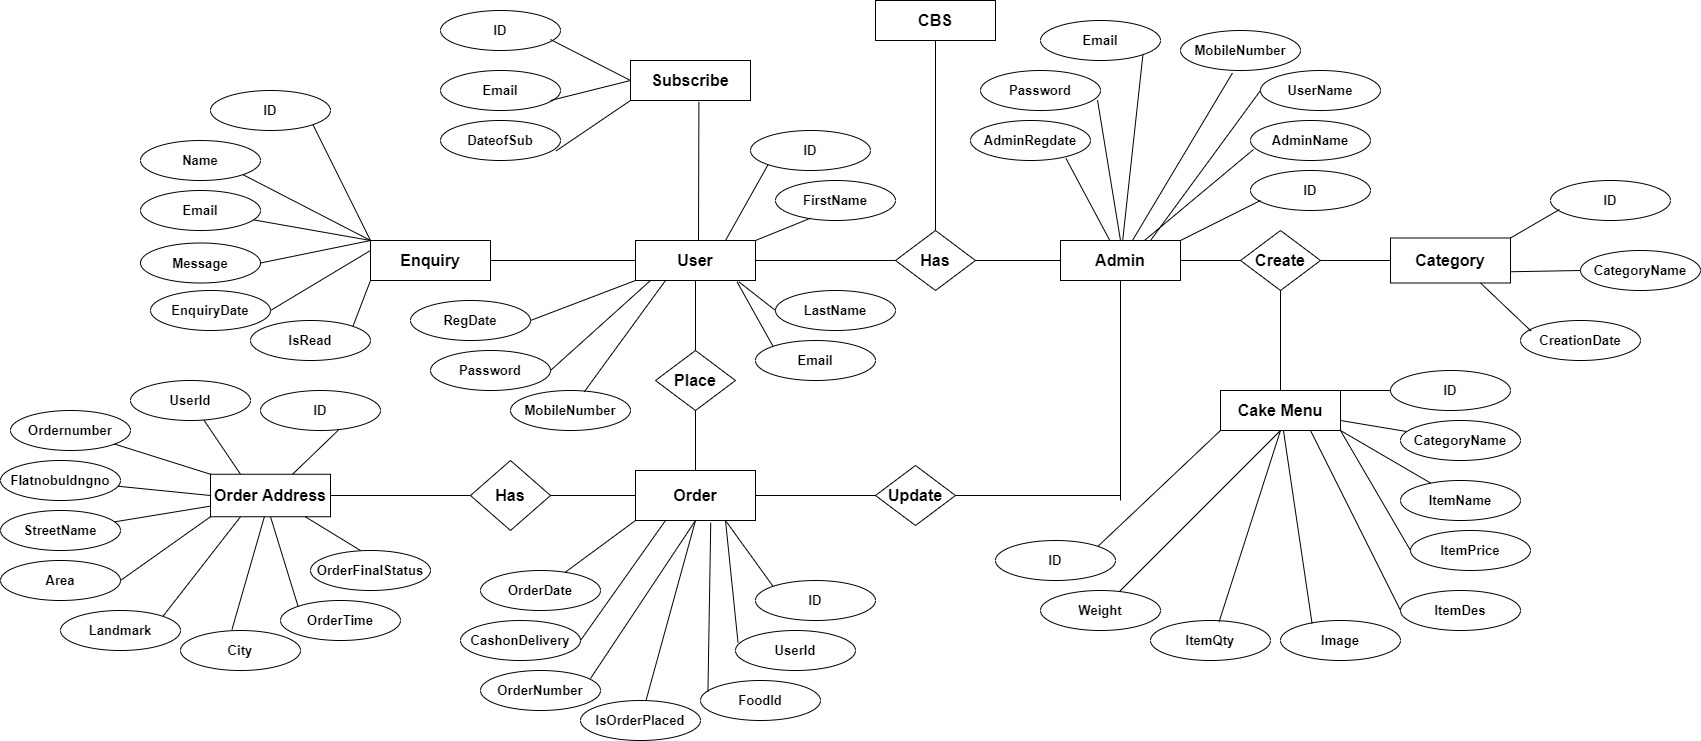 CBS
ID
Email
MobileNumber
Subscribe
Email
Password
UserName
ID
DateofSub
AdminRegdate
AdminName
ID
Name
FirstName
ID
ID
Email
Message
Enquiry
User
Has
Admin
Create
Category
CategoryName
EnquiryDate
RegDate
LastName
IsRead
CreationDate
Password
Place
Email
UserId
ID
MobileNumber
Cake Menu
ID
Ordernumber
CategoryName
Flatnobuldngno
Order Address
Has
Order
Update
ItemName
StreetName
ItemPrice
Area
OrderFinalStatus
ID
OrderDate
ID
Weight
ItemDes
Landmark
OrderTime
CashonDelivery
City
UserId
ItemQty
Image
OrderNumber
FoodId
IsOrderPlaced